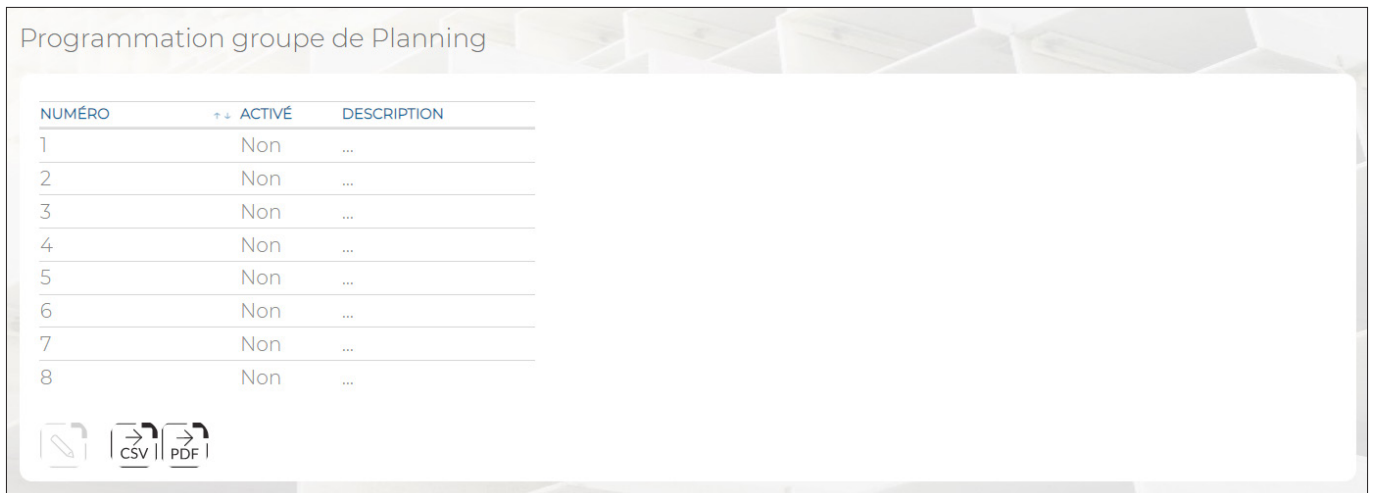 Programmation groupe de Planning
NUMÉRO ↑↓ ACTIVÉ DESCRIPTION
1 Non ...
2 Non ...
3 Non ...
4 Non ...
5 Non ...
6 Non ...
7 Non ...
8 Non ...
CSV PDF